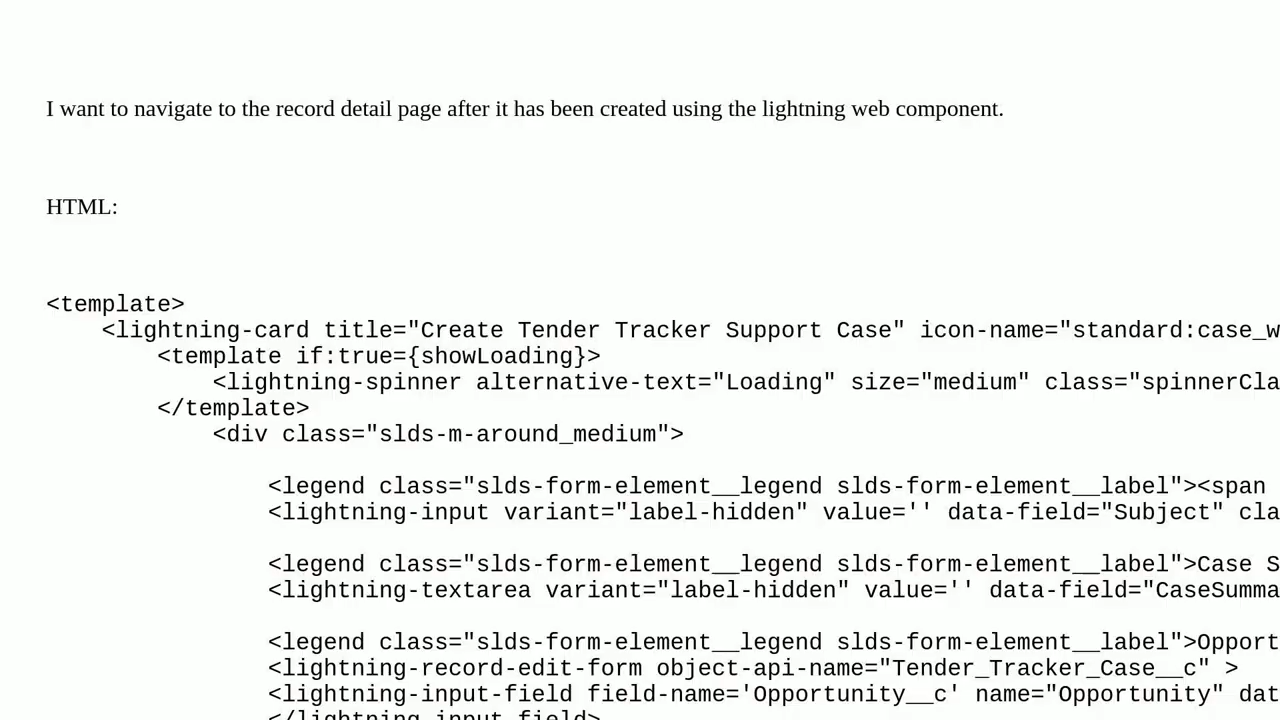 I want to navigate to the record detail page after it has been created using the lightning web component.
HTML:
<template>
<lightning-card title="Create Tender Tracker Support Case" icon-name="standard:case_w
<template if:true={showLoading}>
<lightning-spinner alternative-text="Loading" size="medium" class="spinnerCla
</template>
<div class="slds-m-around_medium">
<legend class="slds-form-element__legend slds-form-element__label"><span
<lightning-input variant="label-hidden" value='' data-field="Subject" cla
<legend class="slds-form-element__legend slds-form-element__label">Case S
<lightning-textarea variant="label-hidden" value='' data-field="CaseSumma
<legend class="slds-form-element__legend slds-form-element__label">Opport
<lightning-record-edit-form object-api-name="Tender_Tracker_Case__c" >
<lightning-input-field field-name='Opportunity__c' name="Opportunity" dat
</lightning-input-field>